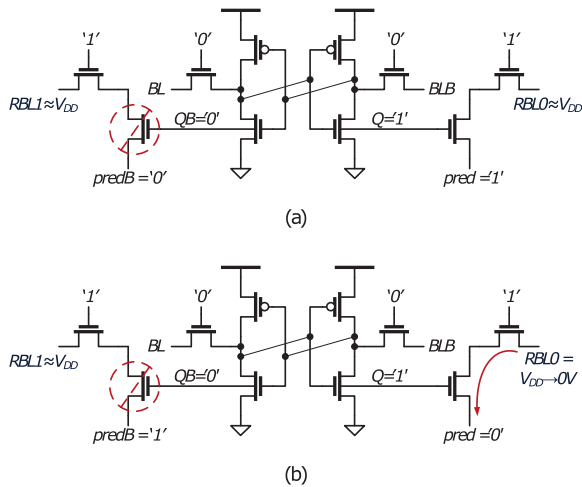 '1' '0' '0' '1'
RBL1≈VDD BL BLB RBL0≈VDD
QB='0' Q='1'
predB='0' pred='1'
(a)
'1' '0' '0' '1'
BL BLB RBL0=
RBL1≈VDD VDD→0V
QB='0' Q='1'
predB='1' pred='0'
(b)